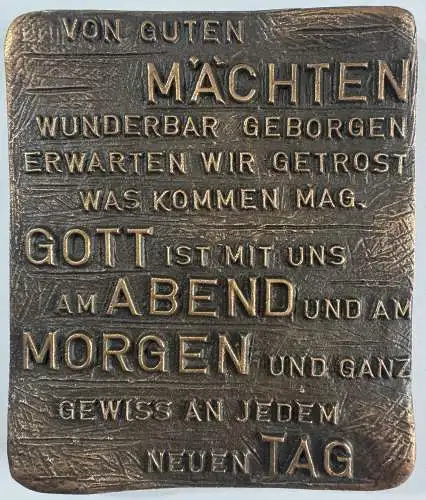 VON GUTEN
MÄCHTEN
WUNDERBAR GEBORGEN
ERWARTEN WIR GETROST
WAS KOMMEN MAG.
GOTT IST MIT UNS
AM ABEND UND AM
MORGEN UND GANZ
GEWISS AN JEDEM
NEUEN TAG